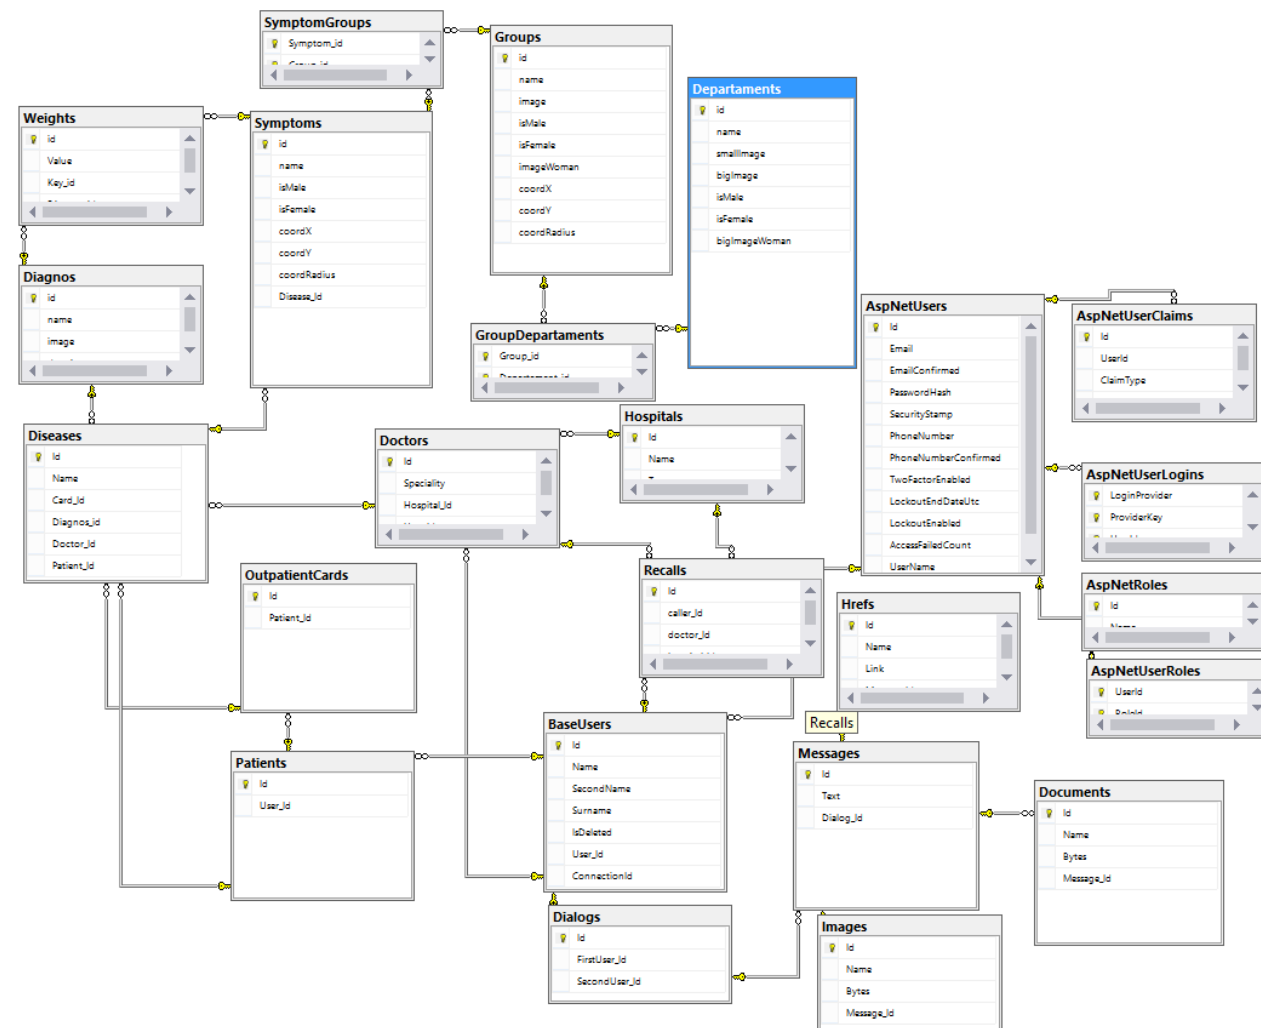 SymptomGroups
Symptom_id
Group_id
Groups
id
name
image
isMale
isFemale
imageWoman
coordX
coordY
coordRadius
Departaments
id
name
smallImage
bigImage
isMale
isFemale
bigImageWoman
Weights
id
Value
Key_id
Symptoms
id
name
isMale
isFemale
coordX
coordY
coordRadius
Disease_Id
Diagnos
id
name
image
GroupDepartaments
Group_id
Departament_id
AspNetUsers
Id
Email
EmailConfirmed
PasswordHash
SecurityStamp
PhoneNumber
PhoneNumberConfirmed
TwoFactorEnabled
LockoutEndDateUtc
LockoutEnabled
AccessFailedCount
UserName
AspNetUserClaims
Id
UserId
ClaimType
Diseases
Id
Name
Card_Id
Diagnos_id
Doctor_Id
Patient_Id
Doctors
Id
Speciality
Hospital_Id
Hospitals
Id
Name
AspNetUserLogins
LoginProvider
ProviderKey
OutpatientCards
Id
Patient_Id
Recalls
Id
caller_Id
doctor_Id
Hrefs
Id
Name
Link
AspNetRoles
Id
Name
AspNetUserRoles
UserId
RoleId
Recalls
BaseUsers
Id
Name
SecondName
Surname
IsDeleted
User_Id
ConnectionId
Patients
Id
User_Id
Messages
Id
Text
Dialog_Id
Documents
Id
Name
Bytes
Message_Id
Dialogs
Id
FirstUser_Id
SecondUser_Id
Images
Id
Name
Bytes
Message_Id